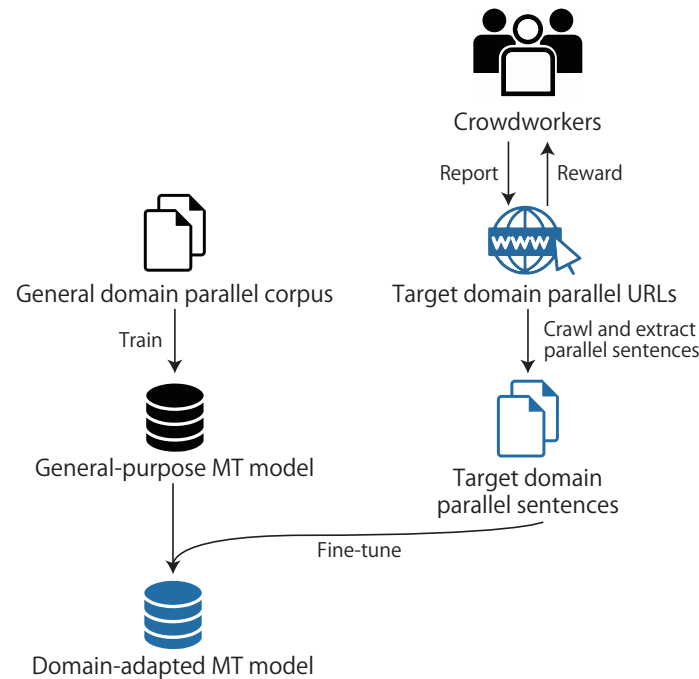 Crowdworkers
Report
Reward
www
General domain parallel corpus
Target domain parallel URLs
Train
Crawl and extract
parallel sentences
General-purpose MT model
Target domain
parallel sentences
Fine-tune
Domain-adapted MT model